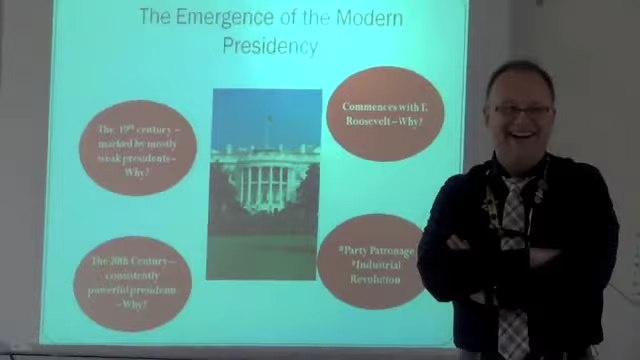 The Emergence of the Modern
Presidency
The 19th century –
marked by mostly
weak presidents-
Why?
Commences with T.
Roosevelt –Why?
The 20th Century –
consistently
powerful presidents
– Why?
*Party Patronage
*Industrial
Revolution